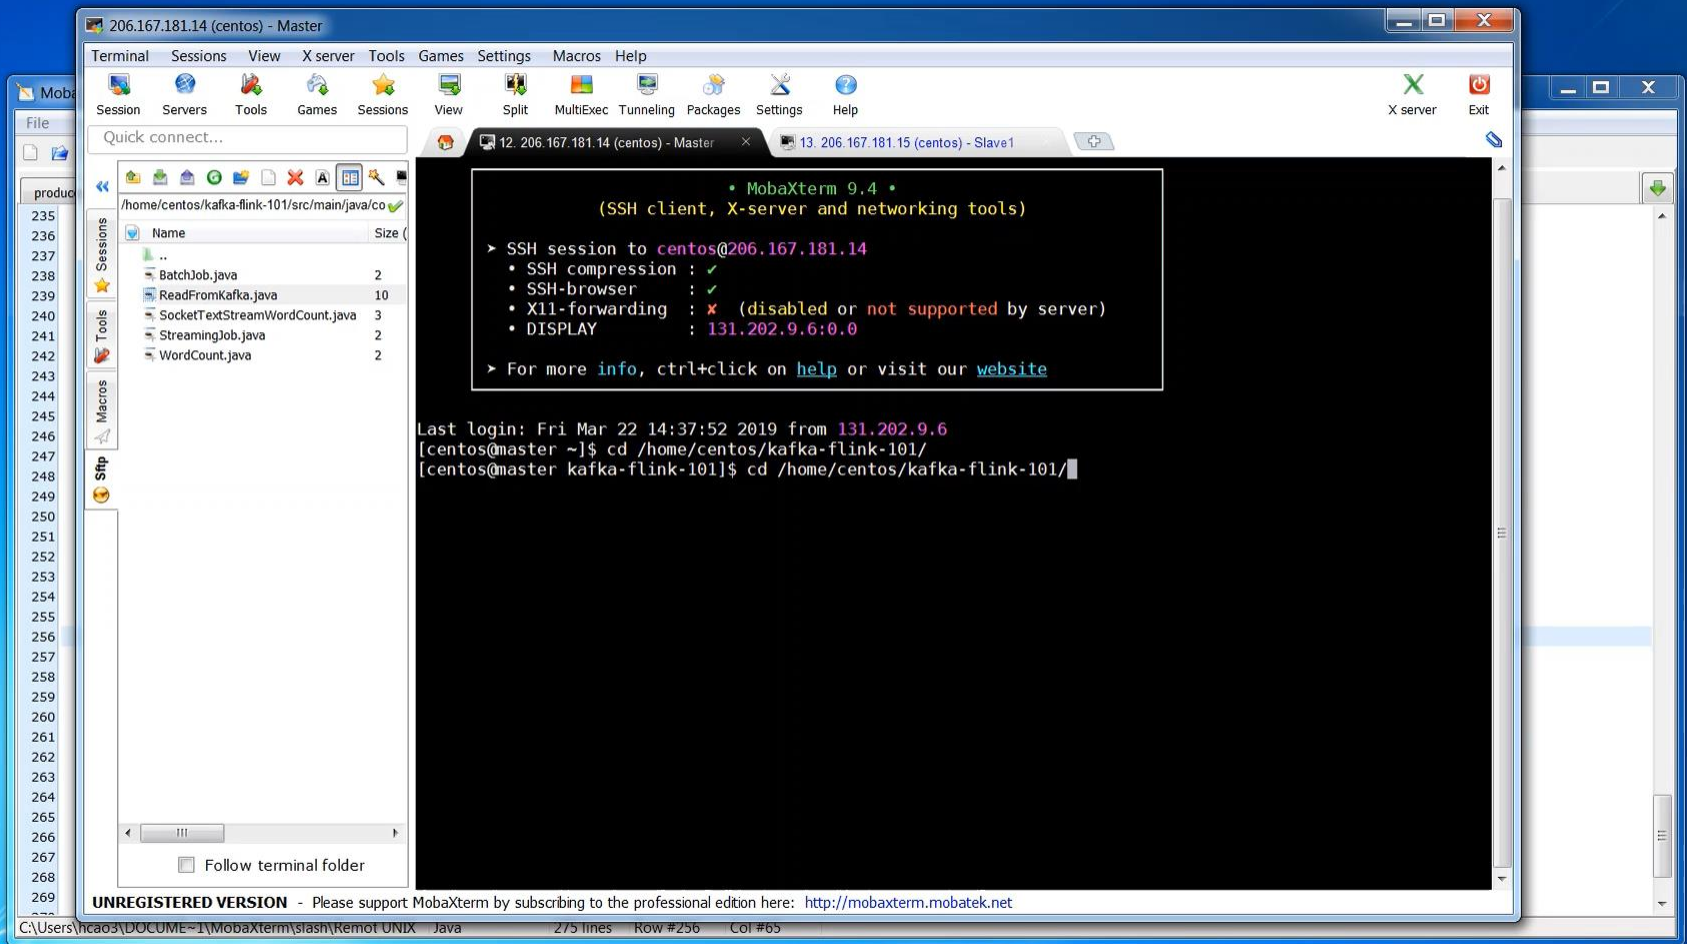 206.167.181.14 (centos) - Master
Terminal Sessions View X server Tools Games Settings Macros Help
Session Servers Tools Games Sessions View Split MultiExec Tunneling Packages Settings Help X server Exit
Quick connect...
12. 206.167.181.14 (centos) - Master
13. 206.167.181.15 (centos) - Slave1
/home/centos/kafka-flink-101/src/main/java/co
Name Size (
..
BatchJob.java 2
ReadFromKafka.java 10
SocketTextStreamWordCount.java 3
StreamingJob.java 2
WordCount.java 2
Sessions
Tools
Macros
Sftp
Follow terminal folder
• MobaXterm 9.4 •
(SSH client, X-server and networking tools)
➤ SSH session to centos@206.167.181.14
• SSH compression : ✔
• SSH-browser : ✔
• X11-forwarding : ✘ (disabled or not supported by server)
• DISPLAY : 131.202.9.6:0.0
➤ For more info, ctrl+click on help or visit our website
Last login: Fri Mar 22 14:37:52 2019 from 131.202.9.6
[centos@master ~]$ cd /home/centos/kafka-flink-101/
[centos@master kafka-flink-101]$ cd /home/centos/kafka-flink-101/
UNREGISTERED VERSION - Please support MobaXterm by subscribing to the professional edition here: http://mobaxterm.mobatek.net
Moba
File
produc
235
236
237
238
239
240
241
242
243
244
245
246
247
248
249
250
251
252
253
254
255
256
257
258
259
260
261
262
263
264
265
266
267
268
269
C:\Users\hcao3\DOCUME~1\MobaXterm\slash\Remot UNIX Java 275 lines Row #256 Col #65